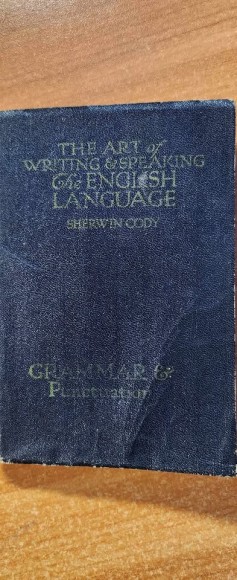 THE ART of
WRITING & SPEAKING
The ENGLISH
LANGUAGE
SHERWIN CODY
GRAMMAR &
Punctuation